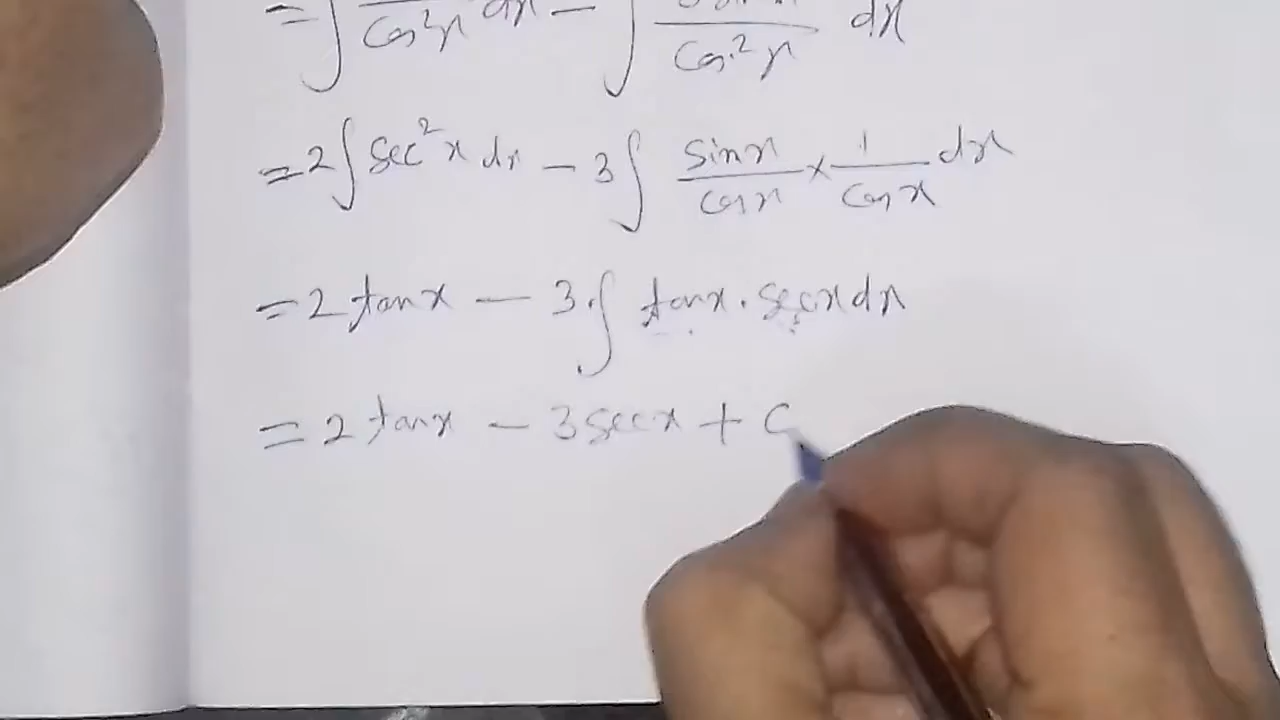 = ∫ cos²x dx − ∫ cos²x dx
= 2∫ sec²x dx − 3∫ sinx/cosx × 1/cosx dx
= 2 tanx − 3.∫ tanx . secx dx
= 2 tanx − 3 secx + C